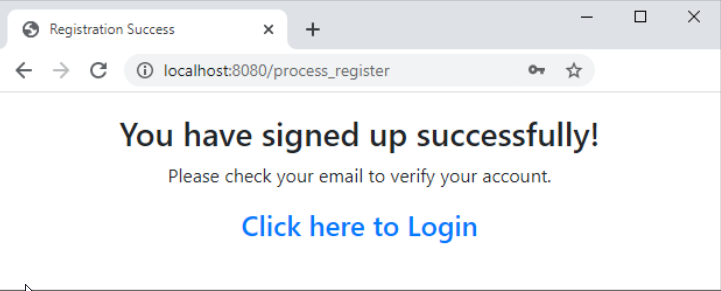 Registration Success
localhost:8080/process_register
You have signed up successfully!
Please check your email to verify your account.
Click here to Login